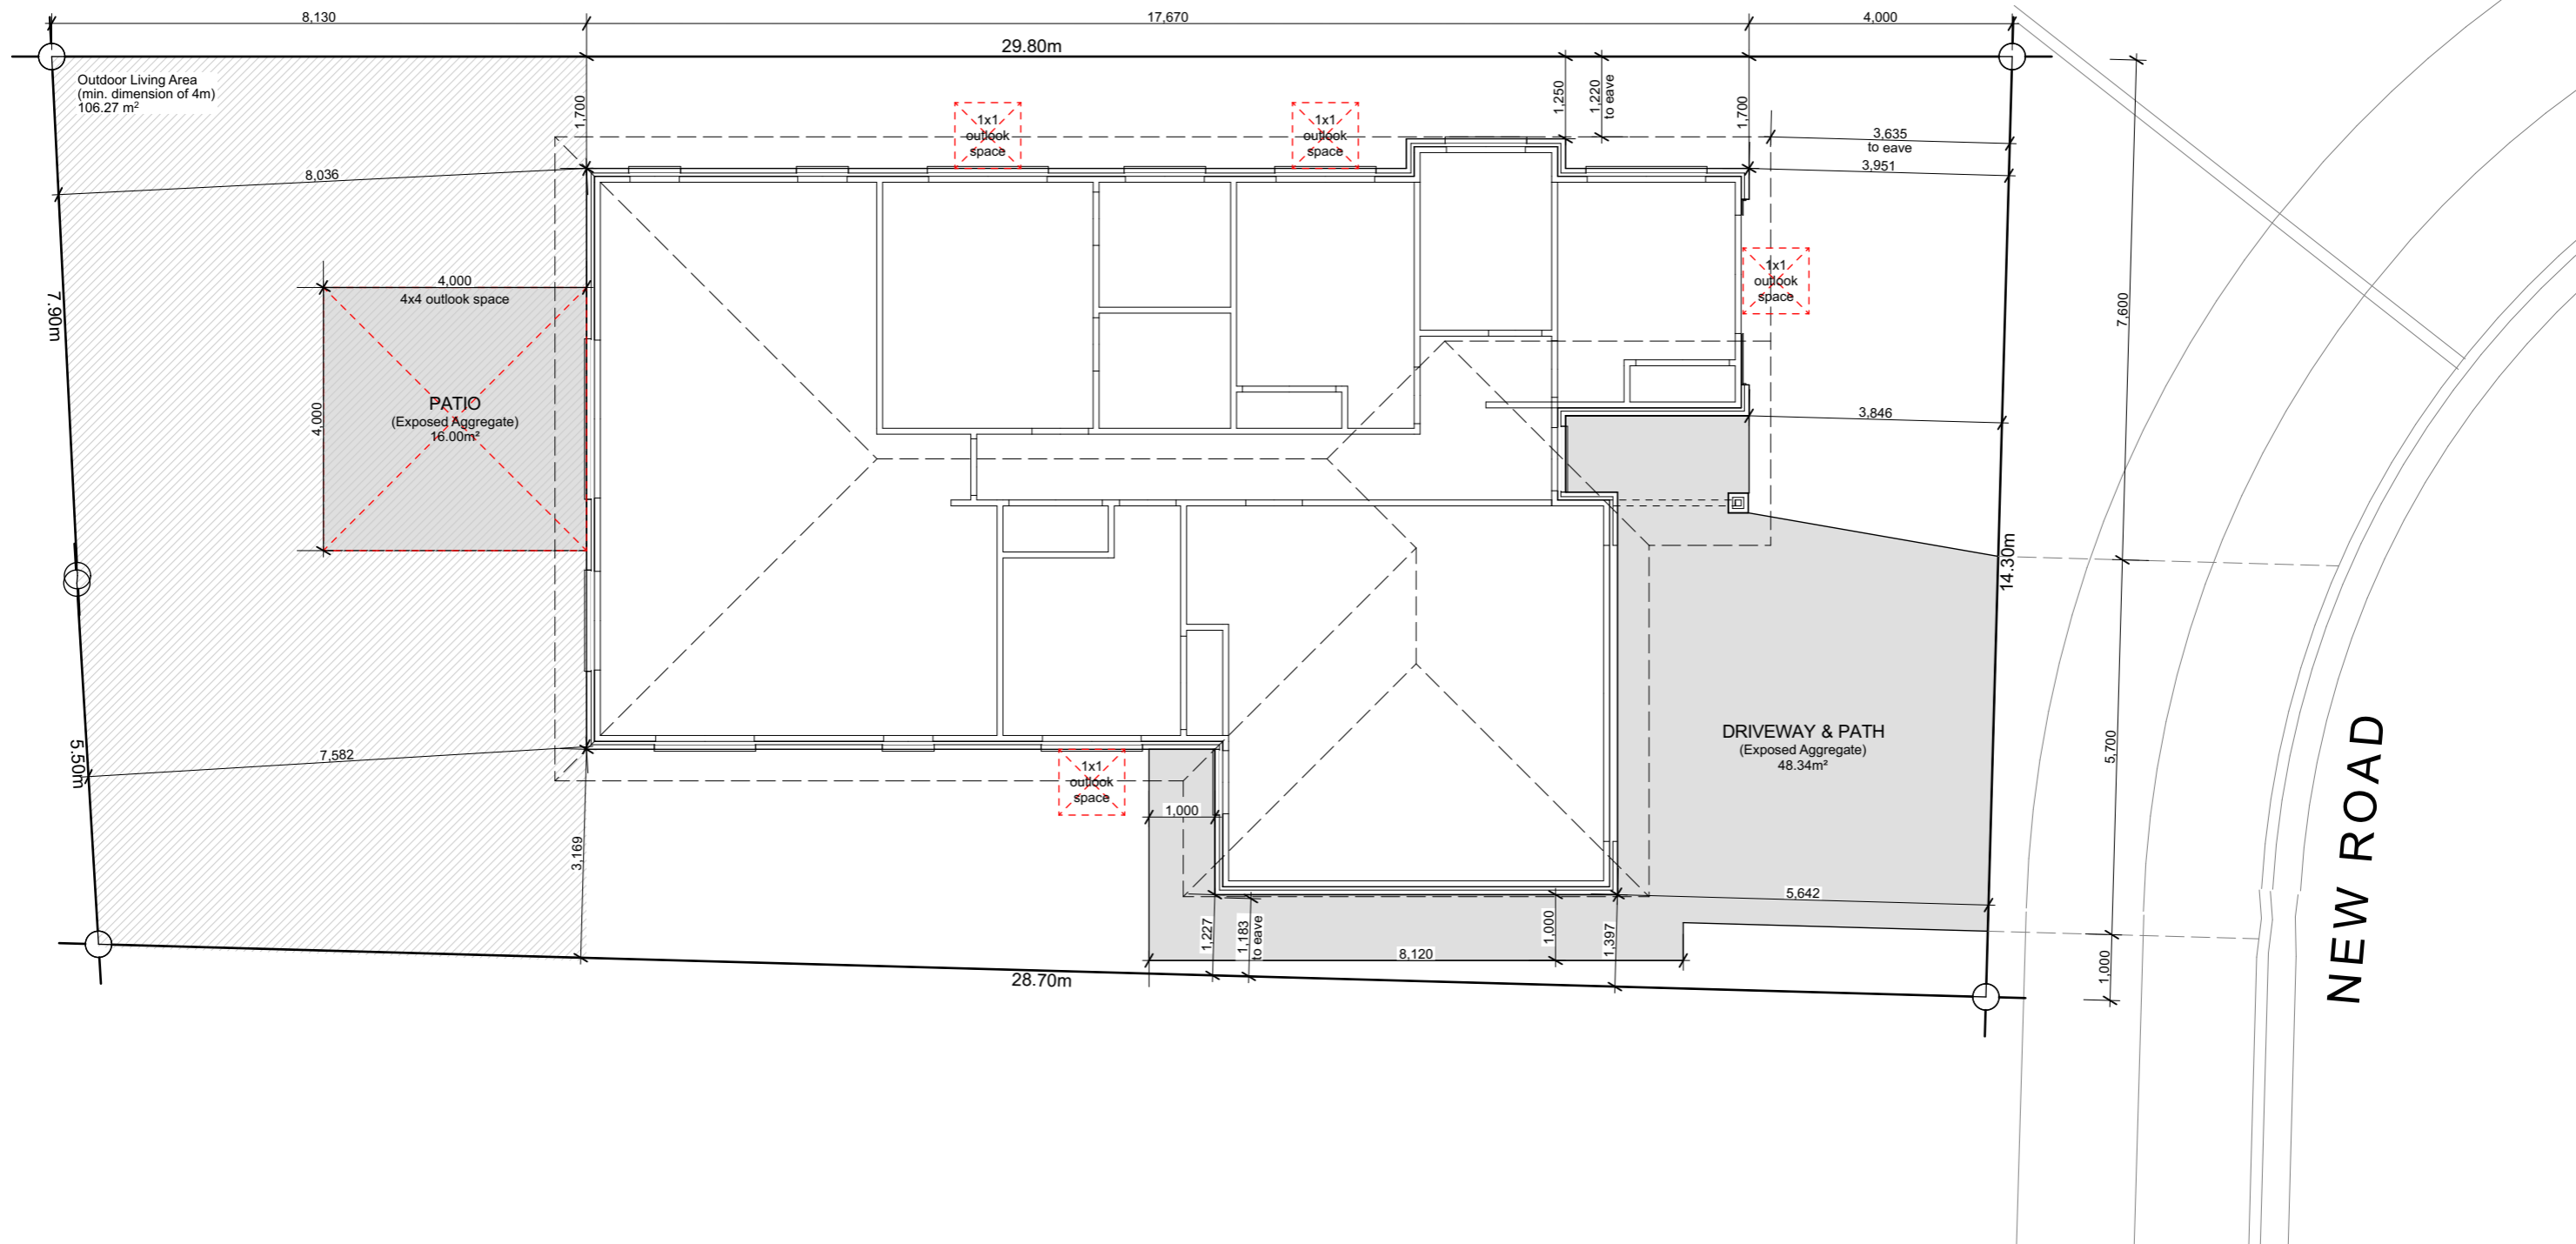 8,130
17,670
4,000
29.80m
Outdoor Living Area
(min. dimension of 4m)
106.27 m²
1,700
1x1
outlook
space
1x1
outlook
space
1,250
1,220
to eave
1,700
3,635
to eave
3,951
8,036
7.90m
4,000
4x4 outlook space
4,000
PATIO
(Exposed Aggregate)
16.00m²
1x1
outlook
space
7,600
3,846
14.30m
5.50m
7,582
3,169
1x1
outlook
space
1,000
DRIVEWAY & PATH
(Exposed Aggregate)
48.34m²
5,700
NEW ROAD
5,642
1,227
1,183
to eave
1,000
1,397
8,120
1,000
28.70m